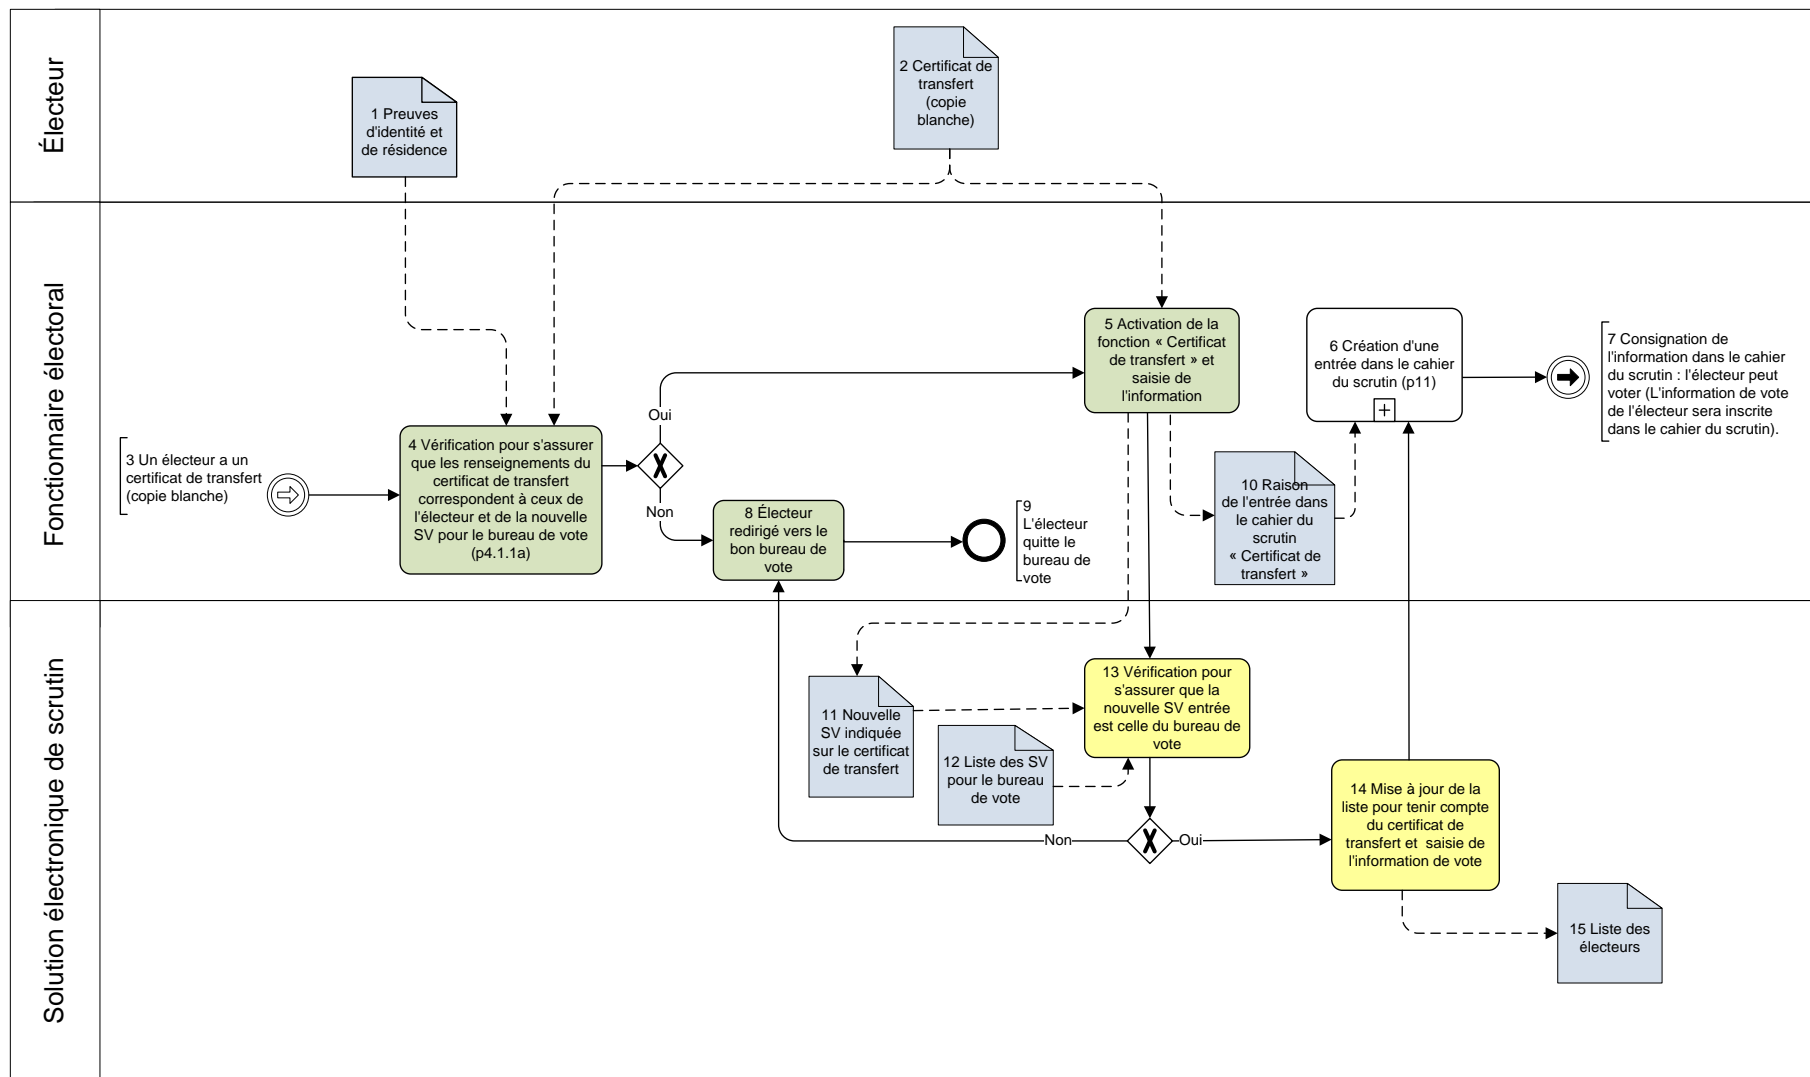 Électeur
1 Preuves
d'identité et
de résidence
2 Certificat de
transfert
(copie
blanche)
Fonctionnaire électoral
3 Un électeur a un
certificat de transfert
(copie blanche)
4 Vérification pour s'assurer
que les renseignements du
certificat de transfert
correspondent à ceux de
l'électeur et de la nouvelle
SV pour le bureau de vote
(p4.1.1a)
Oui
Non
5 Activation de la
fonction « Certificat
de transfert » et
saisie de
l'information
6 Création d'une
entrée dans le cahier
du scrutin (p11)
7 Consignation de
l'information dans le cahier
du scrutin : l'électeur peut
voter (L'information de vote
de l'électeur sera inscrite
dans le cahier du scrutin).
8 Électeur
redirigé vers le
bon bureau de
vote
9
L'électeur
quitte le
bureau de
vote
10 Raison
de l'entrée dans
le cahier du
scrutin
« Certificat de
transfert »
Solution électronique de scrutin
11 Nouvelle
SV indiquée
sur le certificat
de transfert
12 Liste des SV
pour le bureau
de vote
13 Vérification pour
s'assurer que la
nouvelle SV entrée
est celle du bureau de
vote
Non
Oui
14 Mise à jour de la
liste pour tenir compte
du certificat de
transfert et  saisie de
l'information de vote
15 Liste des
électeurs